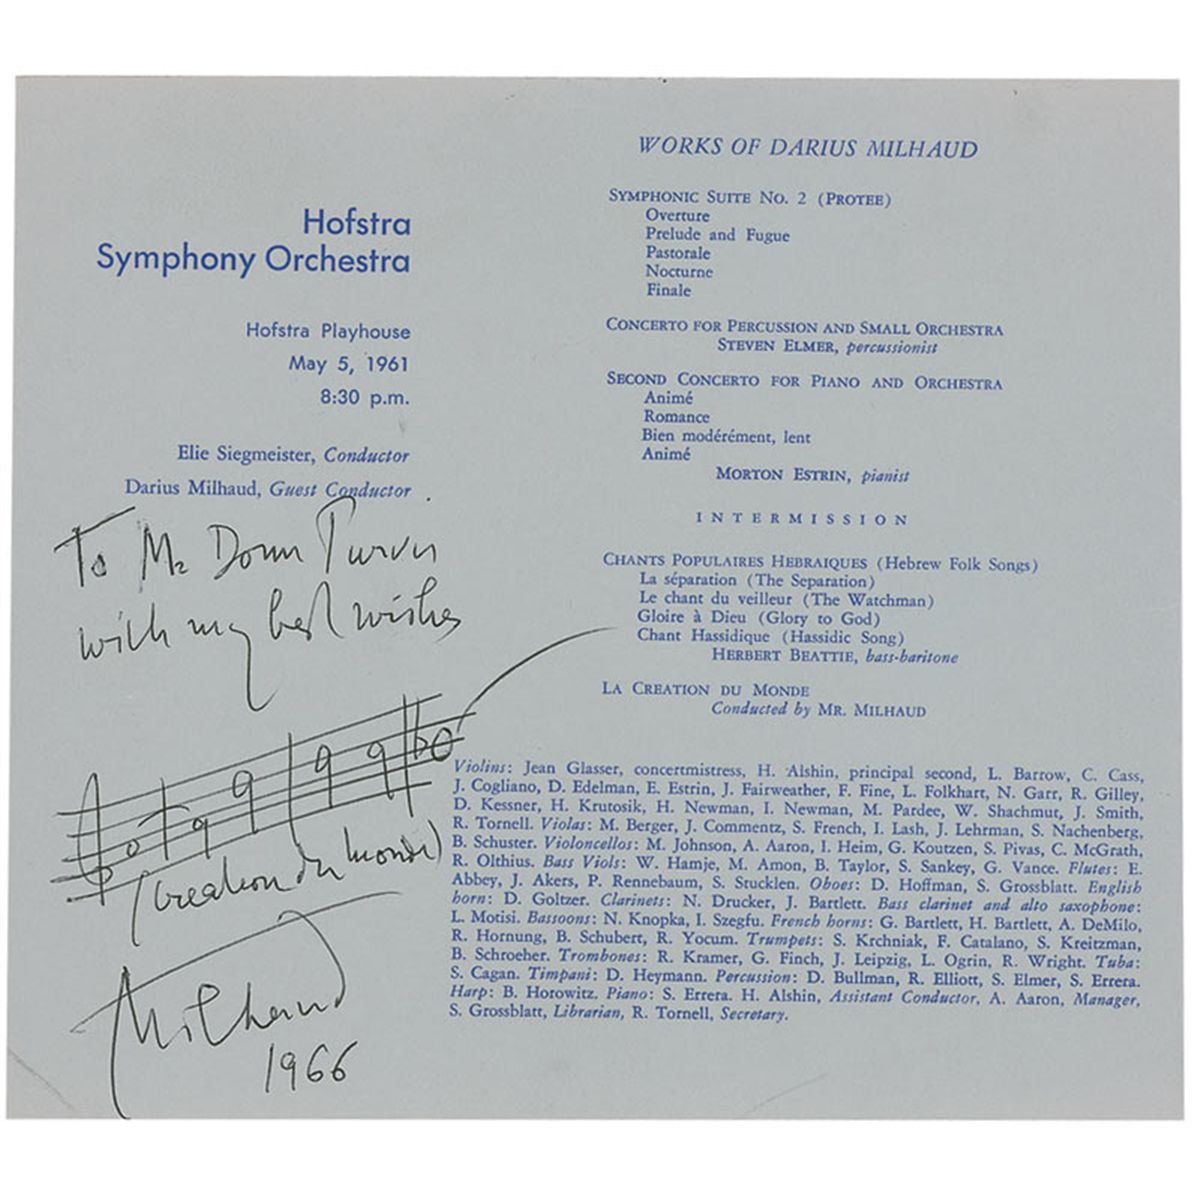 Hofstra
Symphony Orchestra
Hofstra Playhouse
May 5, 1961
8:30 p.m.
Elie Siegmeister, Conductor
Darius Milhaud, Guest Conductor
To Mr Donn
with my best wishes
(Creation du Monde)
Milhaud
1966
WORKS OF DARIUS MILHAUD
SYMPHONIC SUITE NO. 2 (PROTEE)
Overture
Prelude and Fugue
Pastorale
Nocturne
Finale
CONCERTO FOR PERCUSSION AND SMALL ORCHESTRA
STEVEN ELMER, percussionist
SECOND CONCERTO FOR PIANO AND ORCHESTRA
Animé
Romance
Bien modérément, lent
Animé
MORTON ESTRIN, pianist
INTERMISSION
CHANTS POPULAIRES HEBRAIQUES (Hebrew Folk Songs)
La séparation (The Separation)
Le chant du veilleur (The Watchman)
Gloire à Dieu (Glory to God)
Chant Hassidique (Hassidic Song)
HERBERT BEATTIE, bass-baritone
LA CREATION DU MONDE
Conducted by MR. MILHAUD
Violins: Jean Glasser, concertmistress, H. Alshin, principal second, L. Barrow, C. Cass,
J. Cogliano, D. Edelman, E. Estrin, J. Fairweather, F. Fine, L. Folkhart, N. Garr, R. Gilley,
D. Kessner, H. Krutosik, H. Newman, I. Newman, M. Pardee, W. Shachmut, J. Smith,
R. Tornell. Violas: M. Berger, J. Commentz, S. French, I. Lash, J. Lehrman, S. Nachenberg,
B. Schuster. Violoncellos: M. Johnson, A. Aaron, I. Heim, G. Koutzen, S. Pivas, C. McGrath,
R. Olthius. Bass Viols: W. Hamje, M. Amon, B. Taylor, S. Sankey, G. Vance. Flutes: E.
Abbey, J. Akers, P. Rennebaum, S. Stucklen. Oboes: D. Hoffman, S. Grossblatt. English
horn: D. Goltzer. Clarinets: N. Drucker, J. Bartlett. Bass clarinet and alto saxophone:
L. Motisi. Bassoons: N. Knopka, I. Szegfu. French horns: G. Bartlett, H. Bartlett, A. DeMilo,
R. Hornung, B. Schubert, R. Yocum. Trumpets: S. Krchniak, F. Catalano, S. Kreitzman,
B. Schroeher. Trombones: R. Kramer, G. Finch, J. Leipzig, L. Ogrin, R. Wright. Tuba:
S. Cagan. Timpani: D. Heymann. Percussion: D. Bullman, R. Elliott, S. Elmer, S. Errera.
Harp: B. Horowitz. Piano: S. Errera. H. Alshin, Assistant Conductor, A. Aaron, Manager,
S. Grossblatt, Librarian, R. Tornell, Secretary.